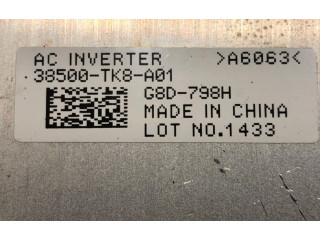 AC INVERTER >A6063<
38500-TK8-A01
G8D-798H
MADE IN CHINA
LOT NO.1433